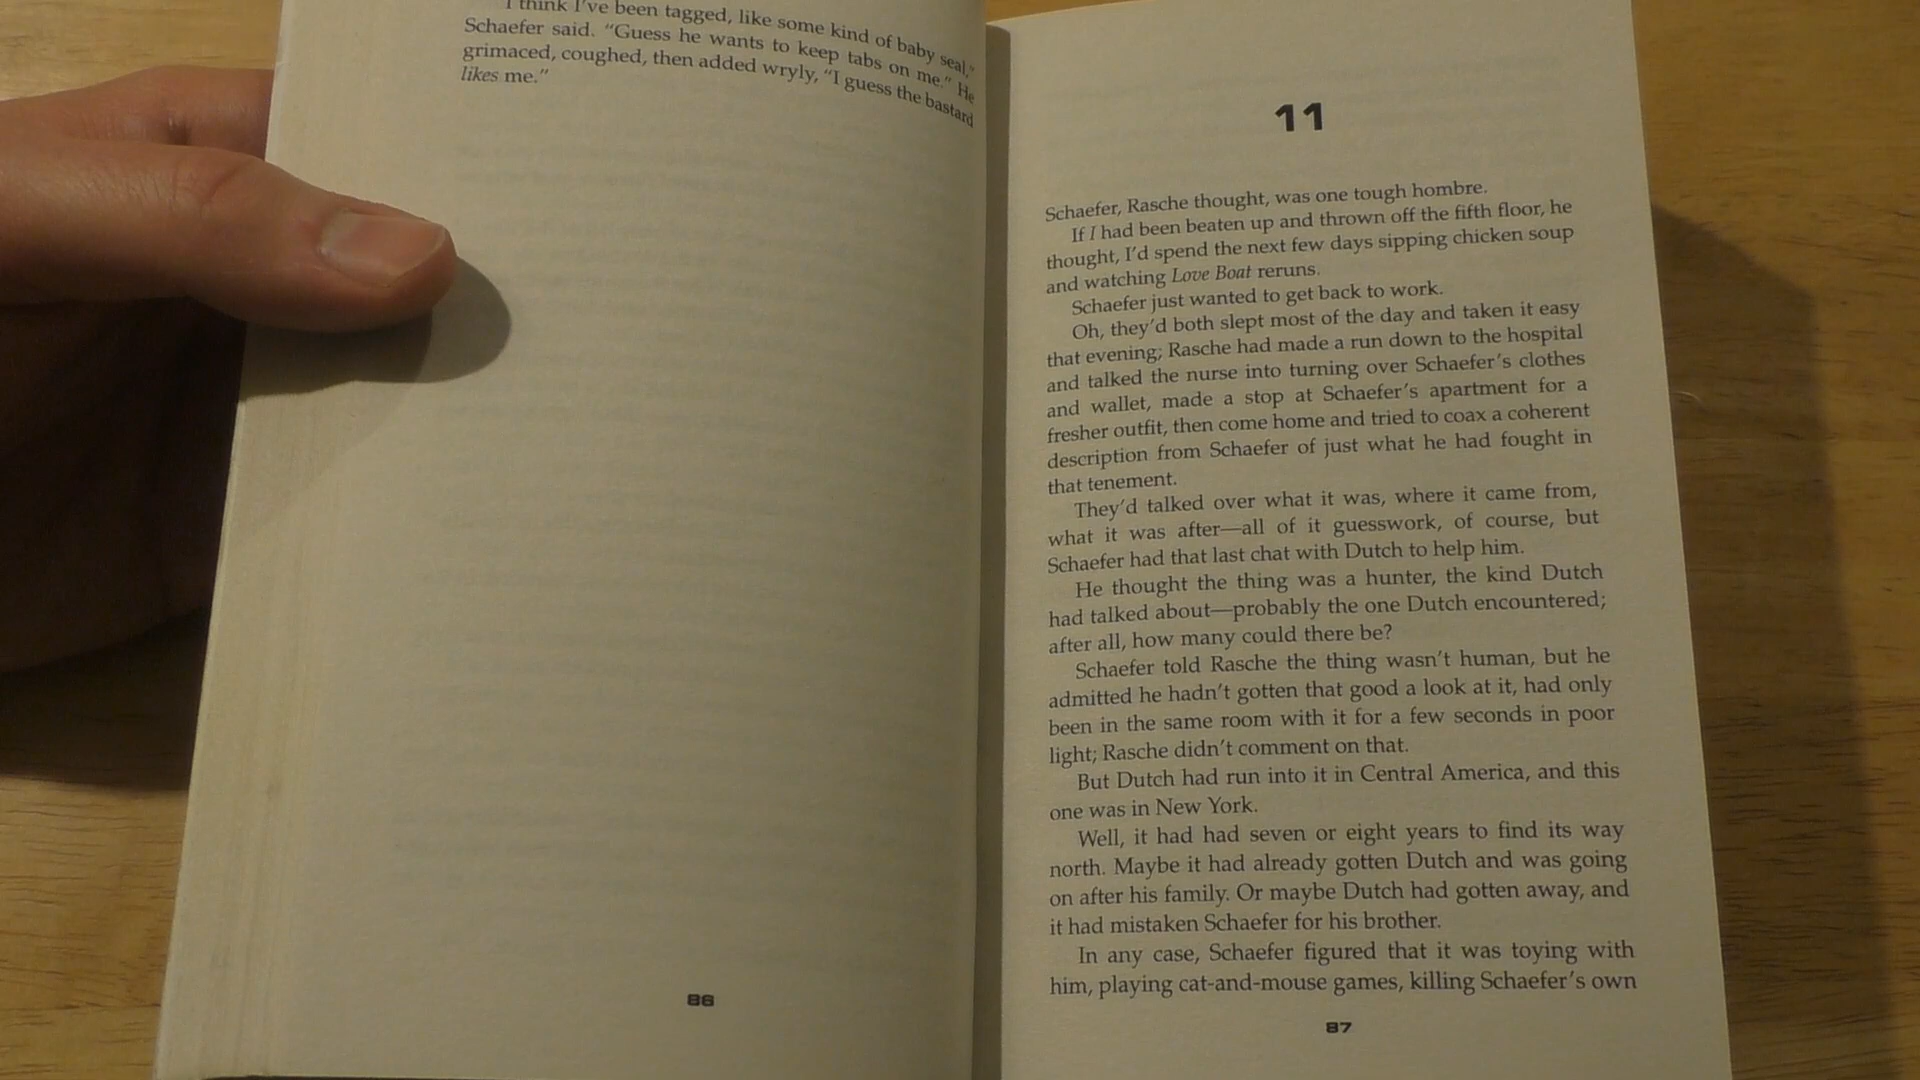 I think I've been tagged, like some kind of baby seal,"
Schaefer said. "Guess he wants to keep tabs on me." He
grimaced, coughed, then added wryly, "I guess the bastard
likes me."
86
11
Schaefer, Rasche thought, was one tough hombre.
If I had been beaten up and thrown off the fifth floor, he
thought, I'd spend the next few days sipping chicken soup
and watching Love Boat reruns.
Schaefer just wanted to get back to work.
Oh, they'd both slept most of the day and taken it easy
that evening; Rasche had made a run down to the hospital
and talked the nurse into turning over Schaefer's clothes
and wallet, made a stop at Schaefer's apartment for a
fresher outfit, then come home and tried to coax a coherent
description from Schaefer of just what he had fought in
that tenement.
They'd talked over what it was, where it came from,
what it was after—all of it guesswork, of course, but
Schaefer had that last chat with Dutch to help him.
He thought the thing was a hunter, the kind Dutch
had talked about—probably the one Dutch encountered;
after all, how many could there be?
Schaefer told Rasche the thing wasn't human, but he
admitted he hadn't gotten that good a look at it, had only
been in the same room with it for a few seconds in poor
light; Rasche didn't comment on that.
But Dutch had run into it in Central America, and this
one was in New York.
Well, it had had seven or eight years to find its way
north. Maybe it had already gotten Dutch and was going
on after his family. Or maybe Dutch had gotten away, and
it had mistaken Schaefer for his brother.
In any case, Schaefer figured that it was toying with
him, playing cat-and-mouse games, killing Schaefer's own
87